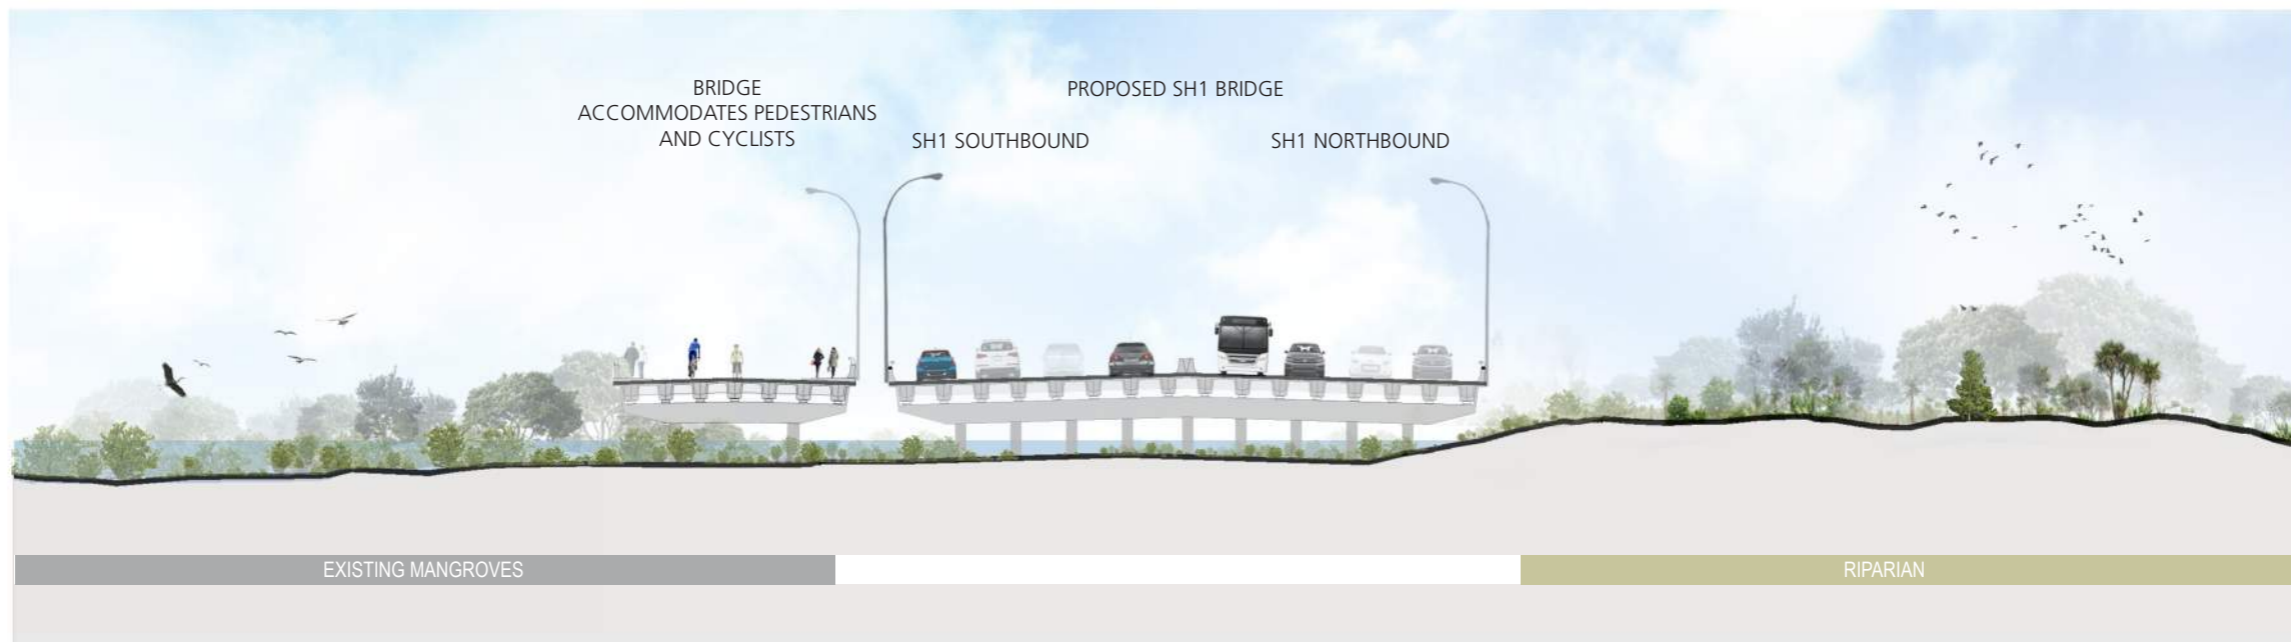 BRIDGE
ACCOMMODATES PEDESTRIANS
AND CYCLISTS
PROPOSED SH1 BRIDGE
SH1 SOUTHBOUND
SH1 NORTHBOUND
EXISTING MANGROVES
RIPARIAN